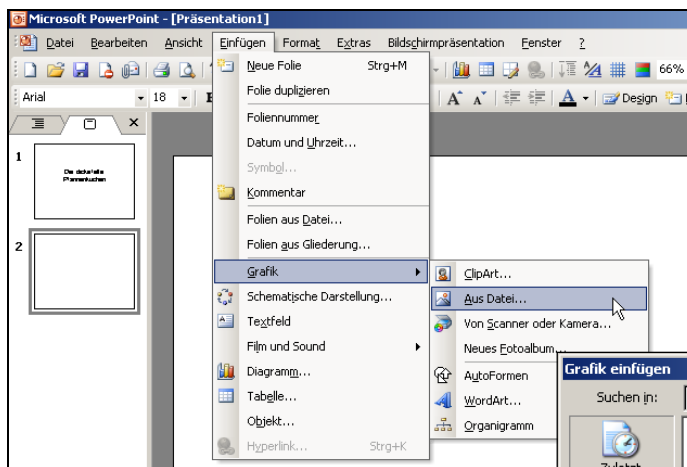 Microsoft PowerPoint - [Präsentation1]
Datei Bearbeiten Ansicht Einfügen Format Extras Bildschirmpräsentation Fenster ?
66%
Arial 18 F Design
Neue Folie Strg+M
Folie duplizieren
Foliennummer
Datum und Uhrzeit...
Symbol...
Kommentar
Folien aus Datei...
Folien aus Gliederung...
Grafik
Schematische Darstellung...
Textfeld
Film und Sound
Diagramm...
Tabelle...
Objekt...
Hyperlink... Strg+K
ClipArt...
Aus Datei...
Von Scanner oder Kamera...
Neues Fotoalbum...
AutoFormen
WordArt...
Organigramm
1
Pfannenkuchen
2
Grafik einfügen
Suchen in:
Zuletzt